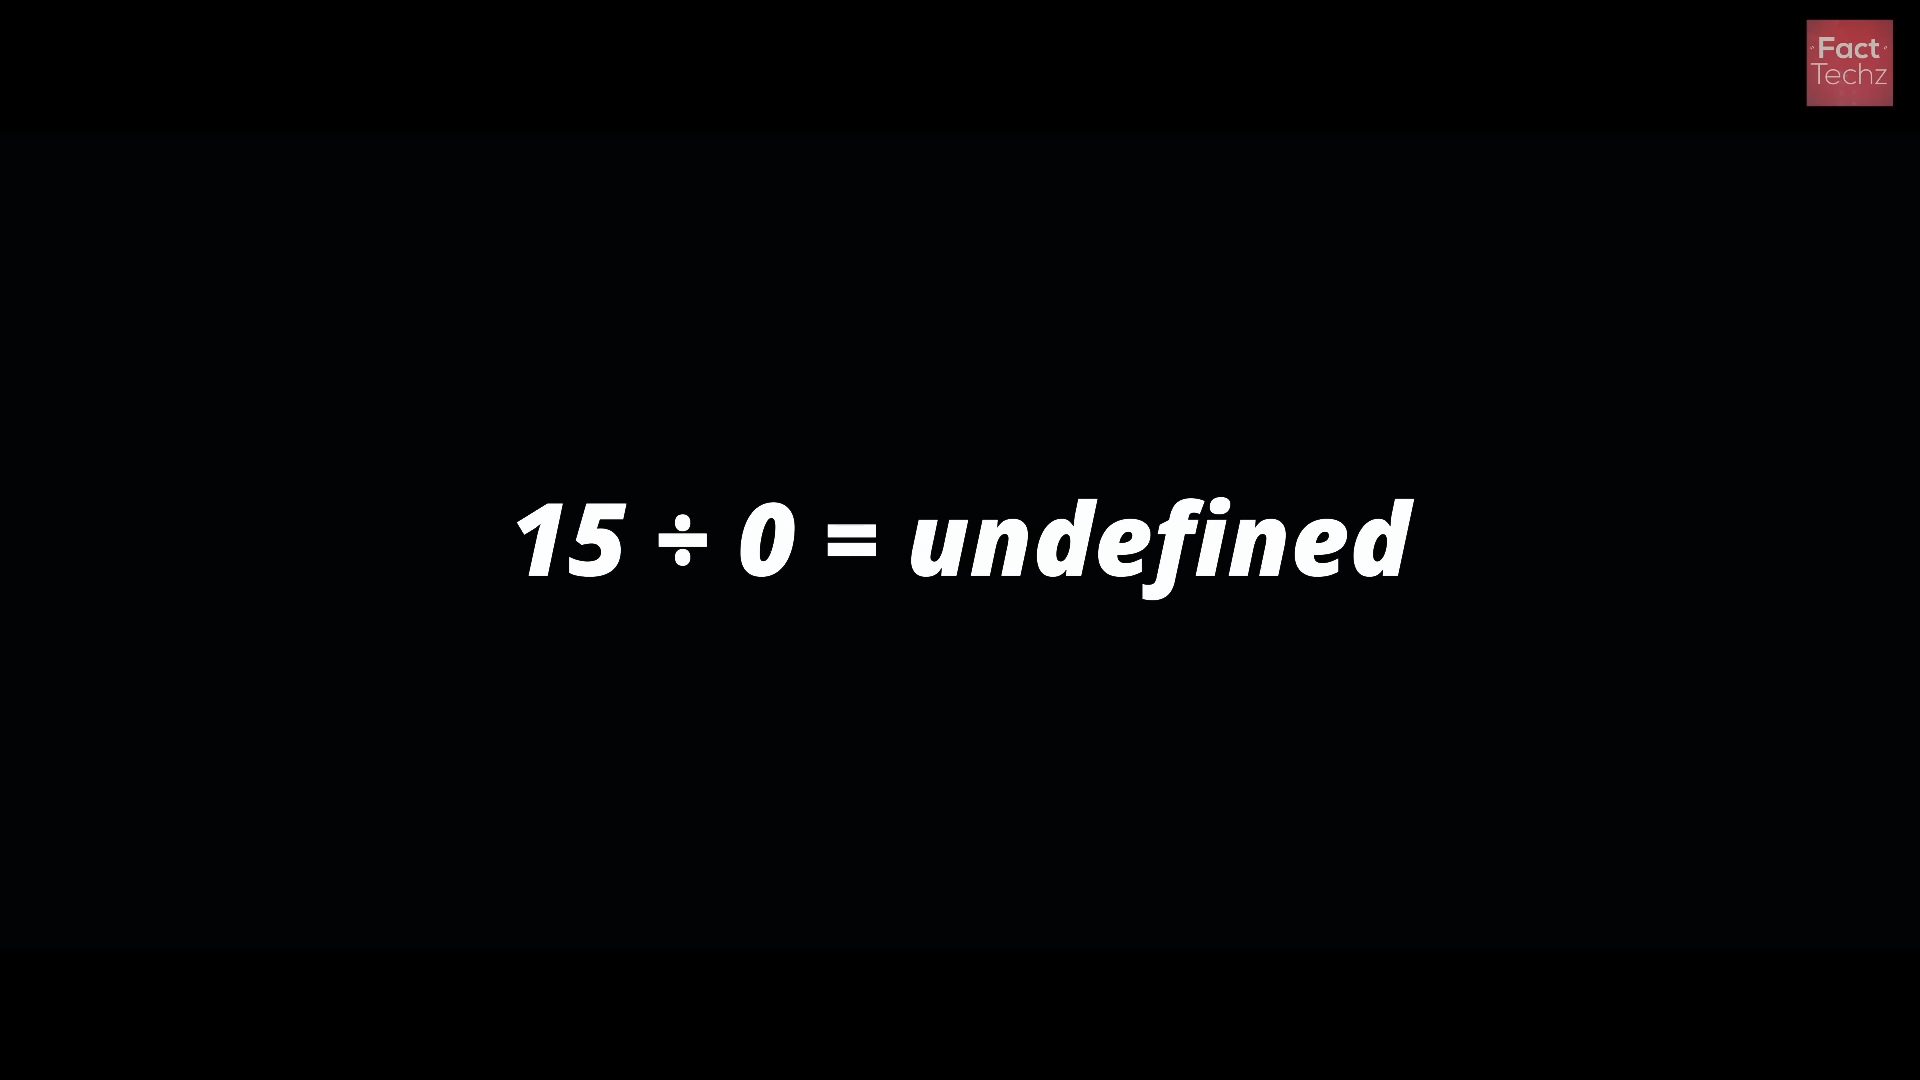 Fact
Techz
15 ÷ 0 = undefined